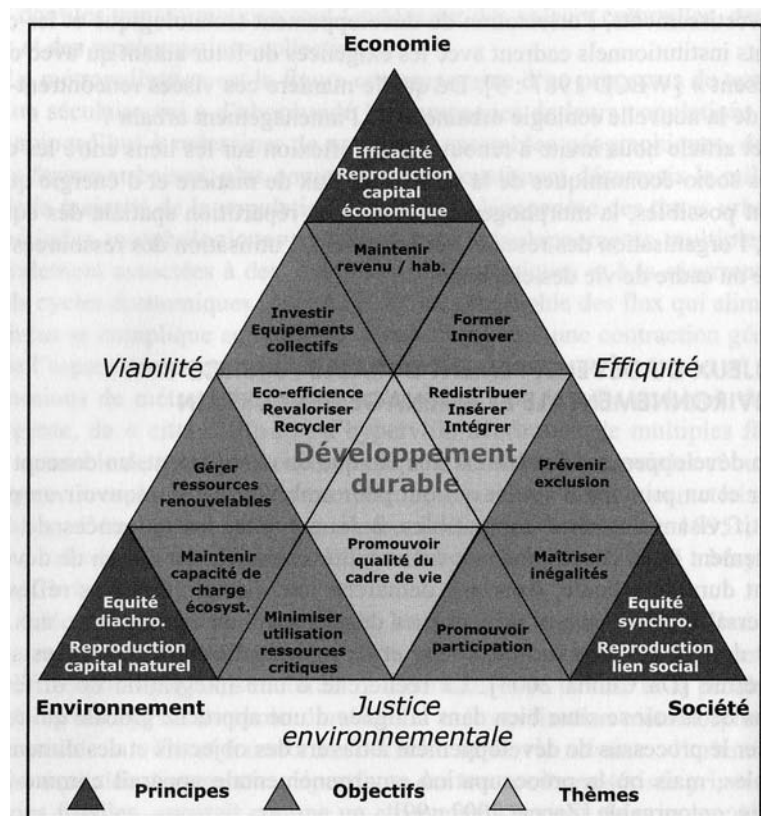 Economie
Efficacité
Reproduction
capital
économique
Maintenir
revenu / hab.
Investir
Equipements
collectifs
Former
Innover
Viabilité
Effiquité
Eco-efficience
Revaloriser
Recycler
Redistribuer
Insérer
Intégrer
Développement
durable
Gérer
ressources
renouvelables
Prévenir
exclusion
Maintenir
capacité de
charge
écosyst.
Promouvoir
qualité du
cadre de vie
Maîtriser
inégalités
Equité
diachro.
Reproduction
capital naturel
Minimiser
utilisation
ressources
critiques
Promouvoir
participation
Equité
synchro.
Reproduction
lien social
Environnement
Justice
environnementale
Société
Principes
Objectifs
Thèmes